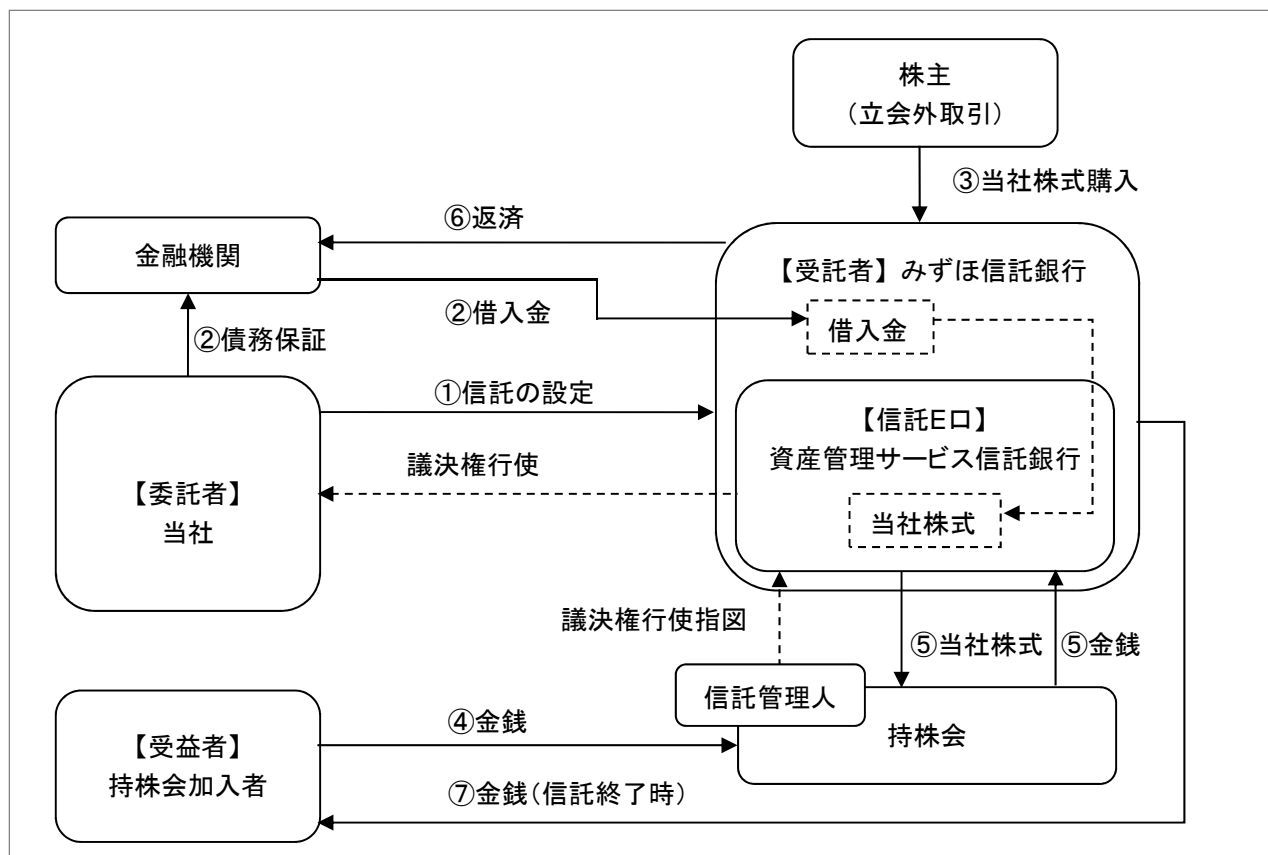 株主
（立会外取引）
③当社株式購入
⑥返済
金融機関
【受託者】みずほ信託銀行
②借入金
借入金
②債務保証
①信託の設定
【信託E口】
資産管理サービス信託銀行
議決権行使
【委託者】
当社
当社株式
議決権行使指図
⑤当社株式
⑤金銭
信託管理人
持株会
④金銭
【受益者】
持株会加入者
⑦金銭（信託終了時）